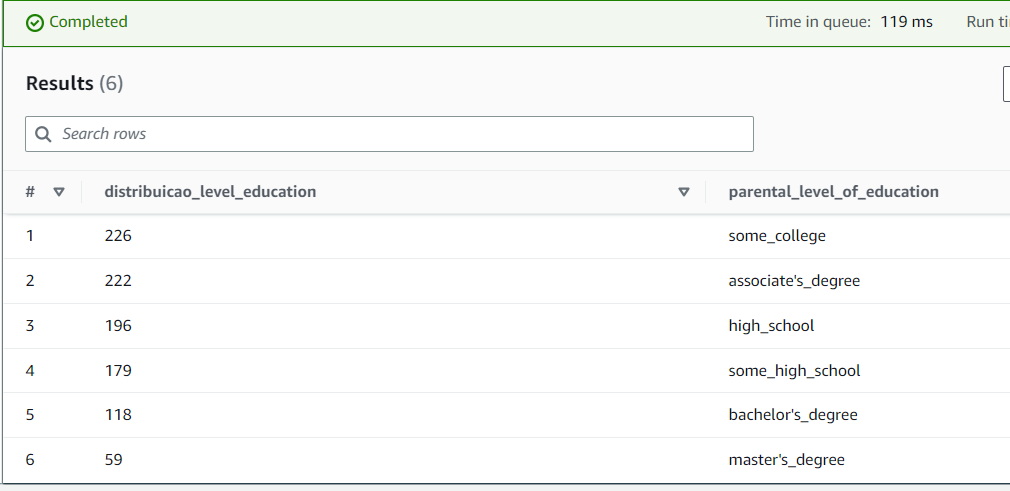 Completed Time in queue: 119 ms Run
Results (6)
Search rows
# distribuicao_level_education parental_level_of_education
1 226 some_college
2 222 associate's_degree
3 196 high_school
4 179 some_high_school
5 118 bachelor's_degree
6 59 master's_degree